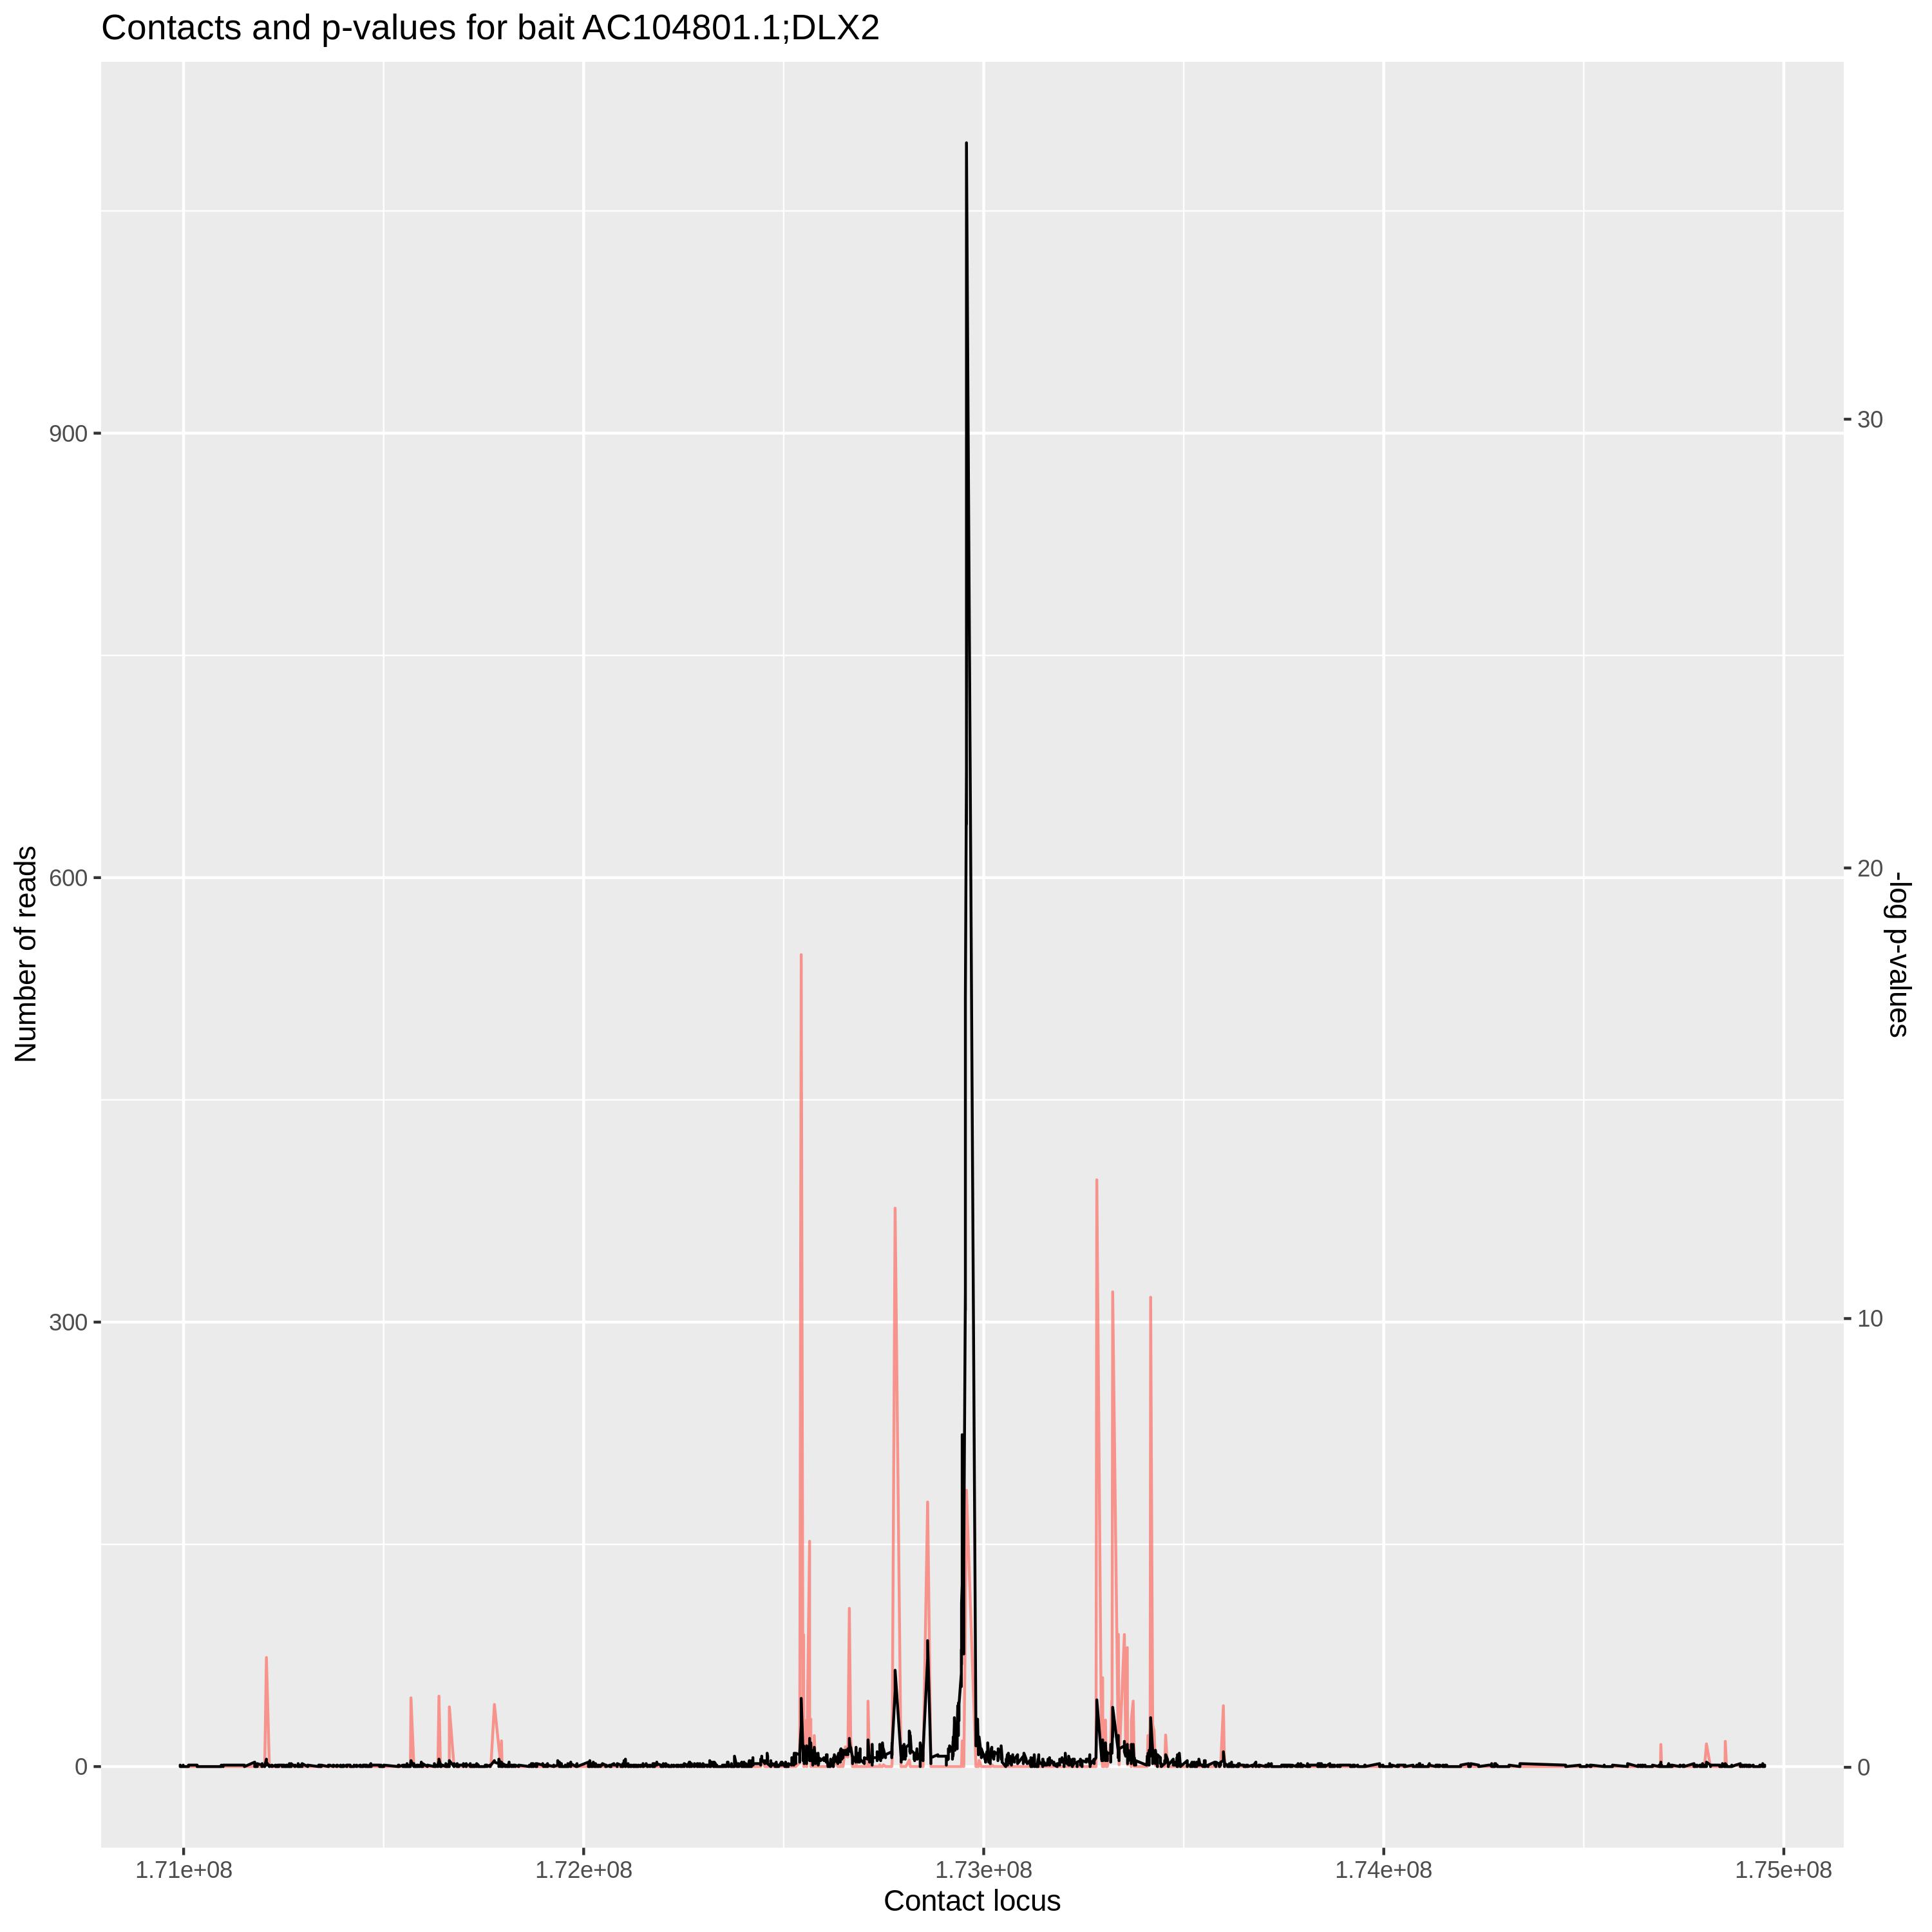 Contacts and p-values for bait AC104801.1;DLX2
Number of reads
900
600
300
0
30
20
10
0
-log p-values
1.71e+08
1.72e+08
1.73e+08
1.74e+08
1.75e+08
Contact locus